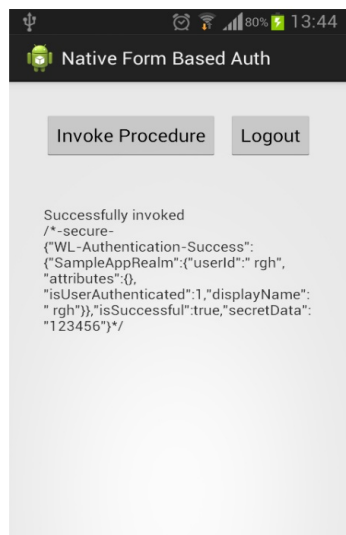 80% 13:44
Native Form Based Auth
Invoke Procedure Logout
Successfully invoked
/*-secure-
{"WL-Authentication-Success":
{"SampleAppRealm":{"userId":" rgh",
"attributes":{},
"isUserAuthenticated":1,"displayName":
" rgh"}},"isSuccessful":true,"secretData":
"123456"}*/